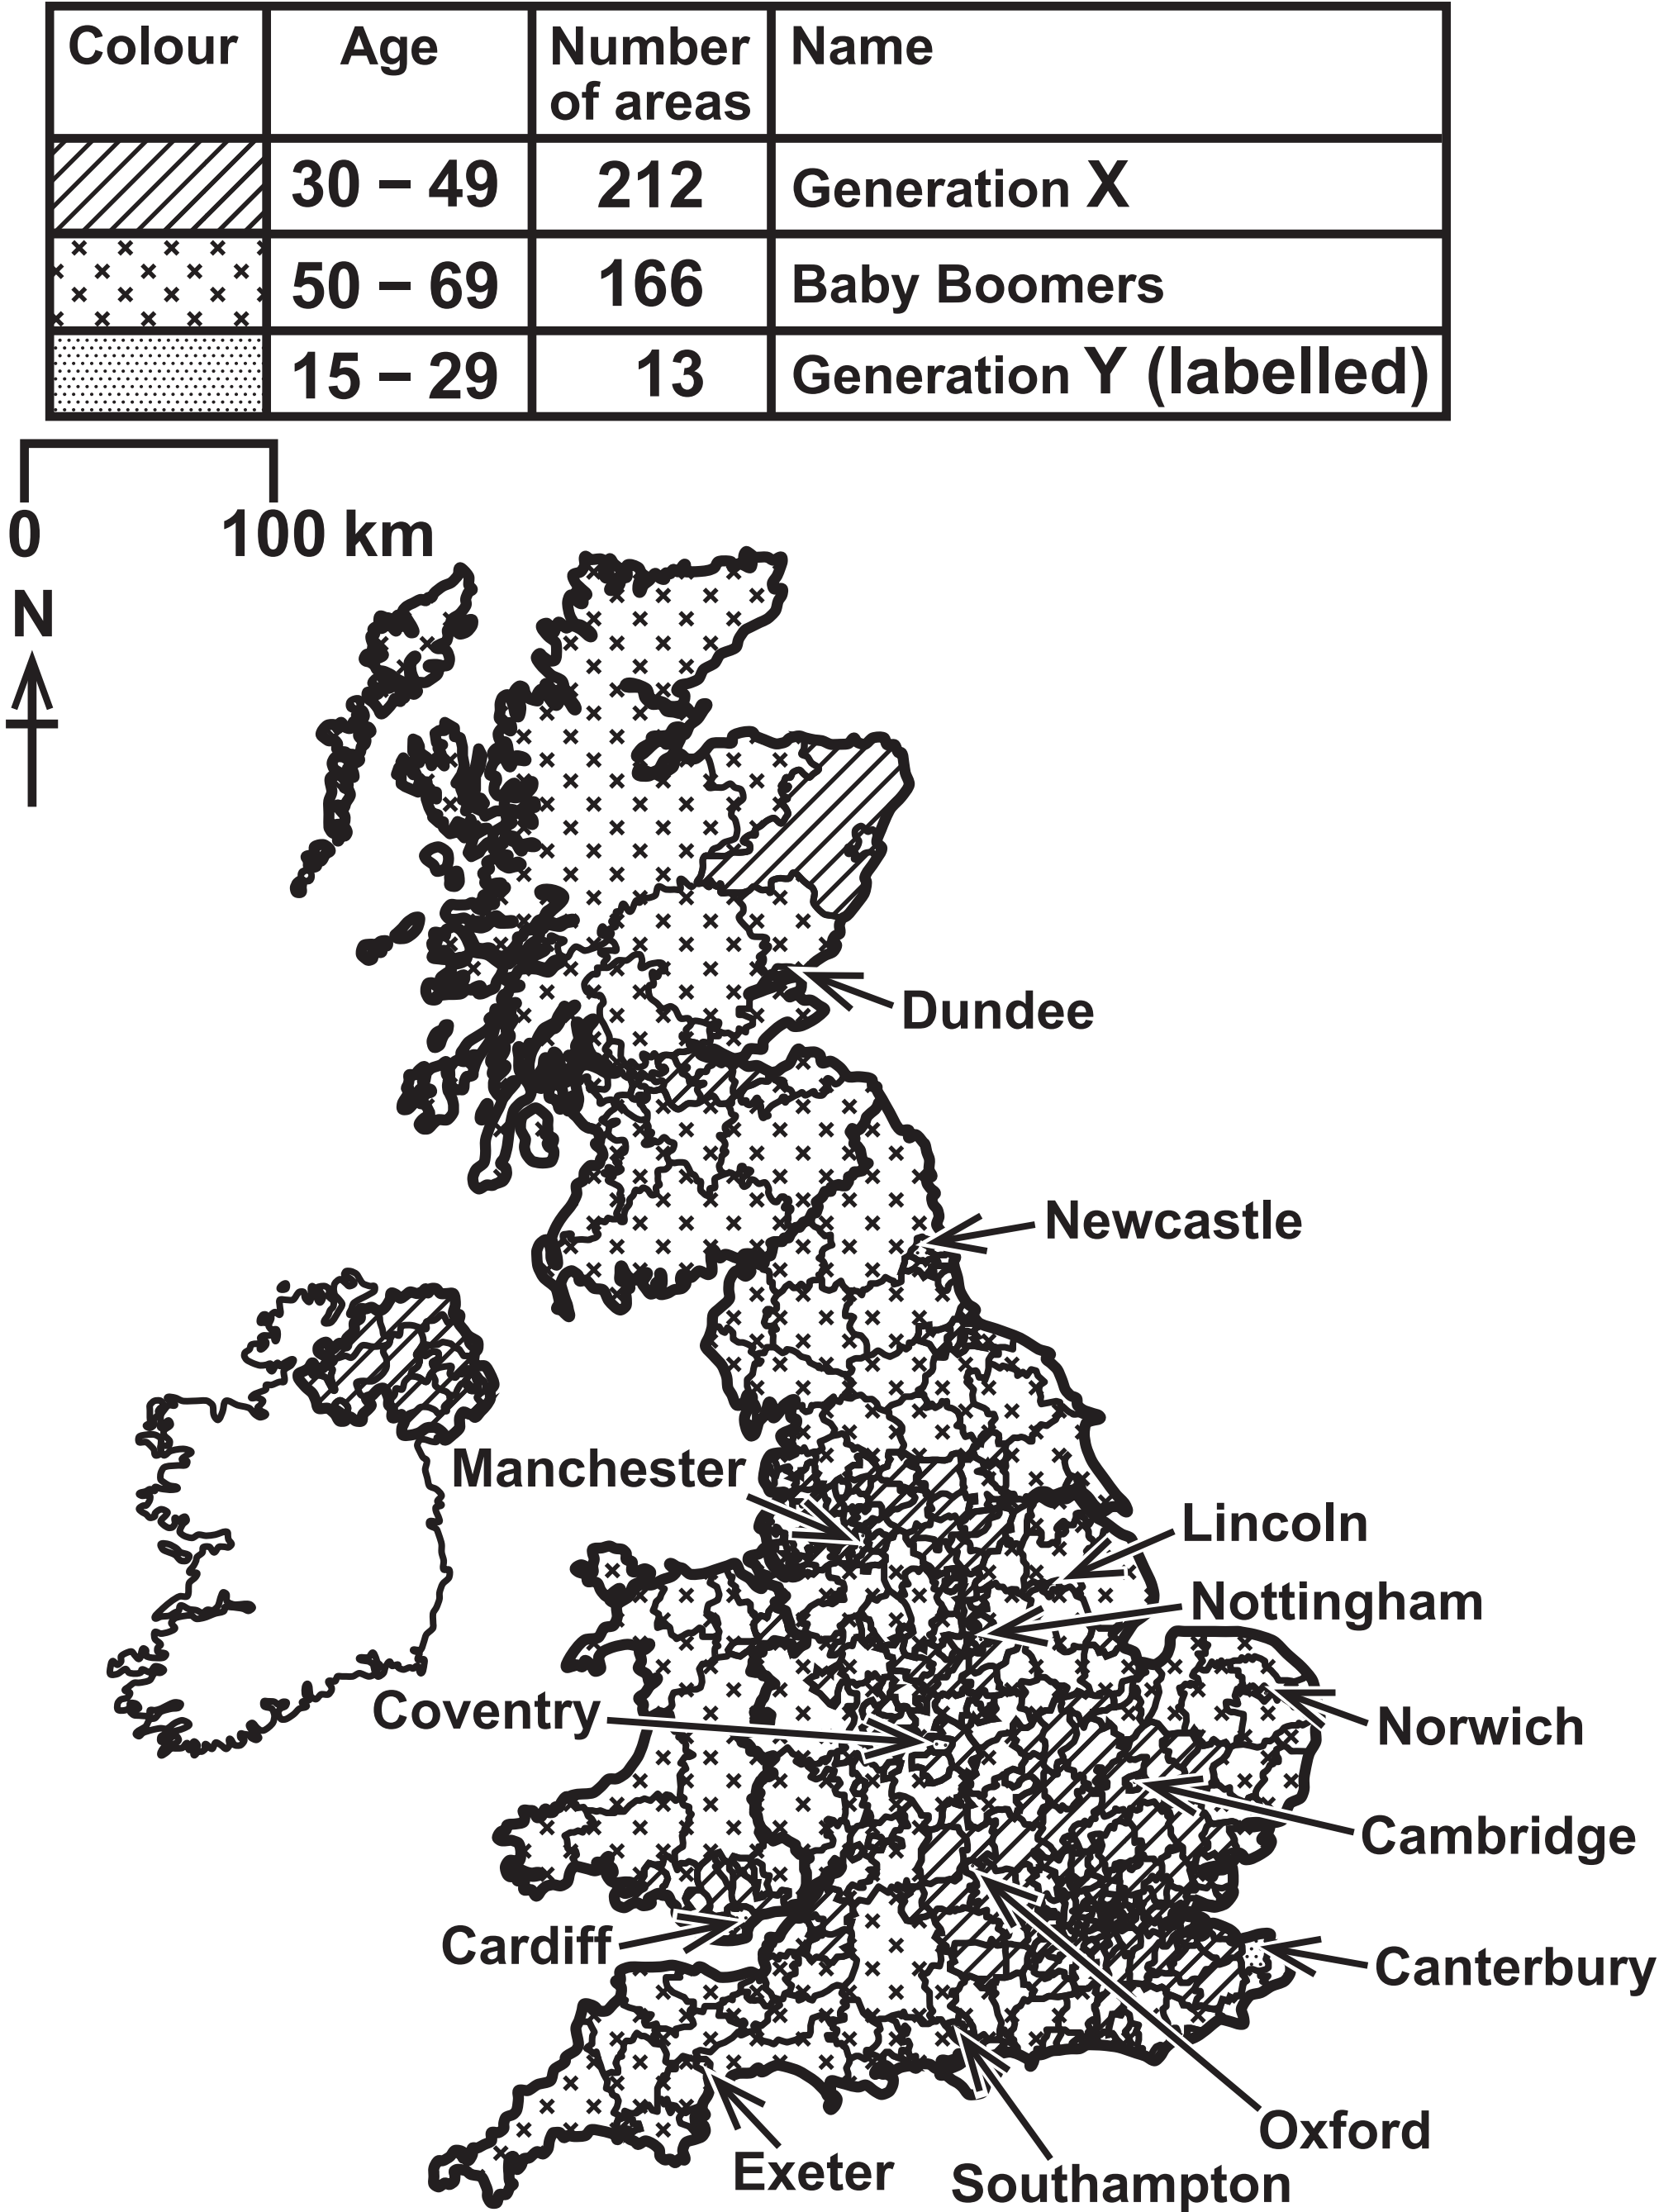 Colour Age Number of areas Name
30 – 49 212 Generation X
50 – 69 166 Baby Boomers
15 – 29 13 Generation Y (labelled)
0 100 km
N
Dundee
Newcastle
Manchester
Lincoln
Nottingham
Coventry
Norwich
Cambridge
Cardiff
Canterbury
Oxford
Exeter
Southampton